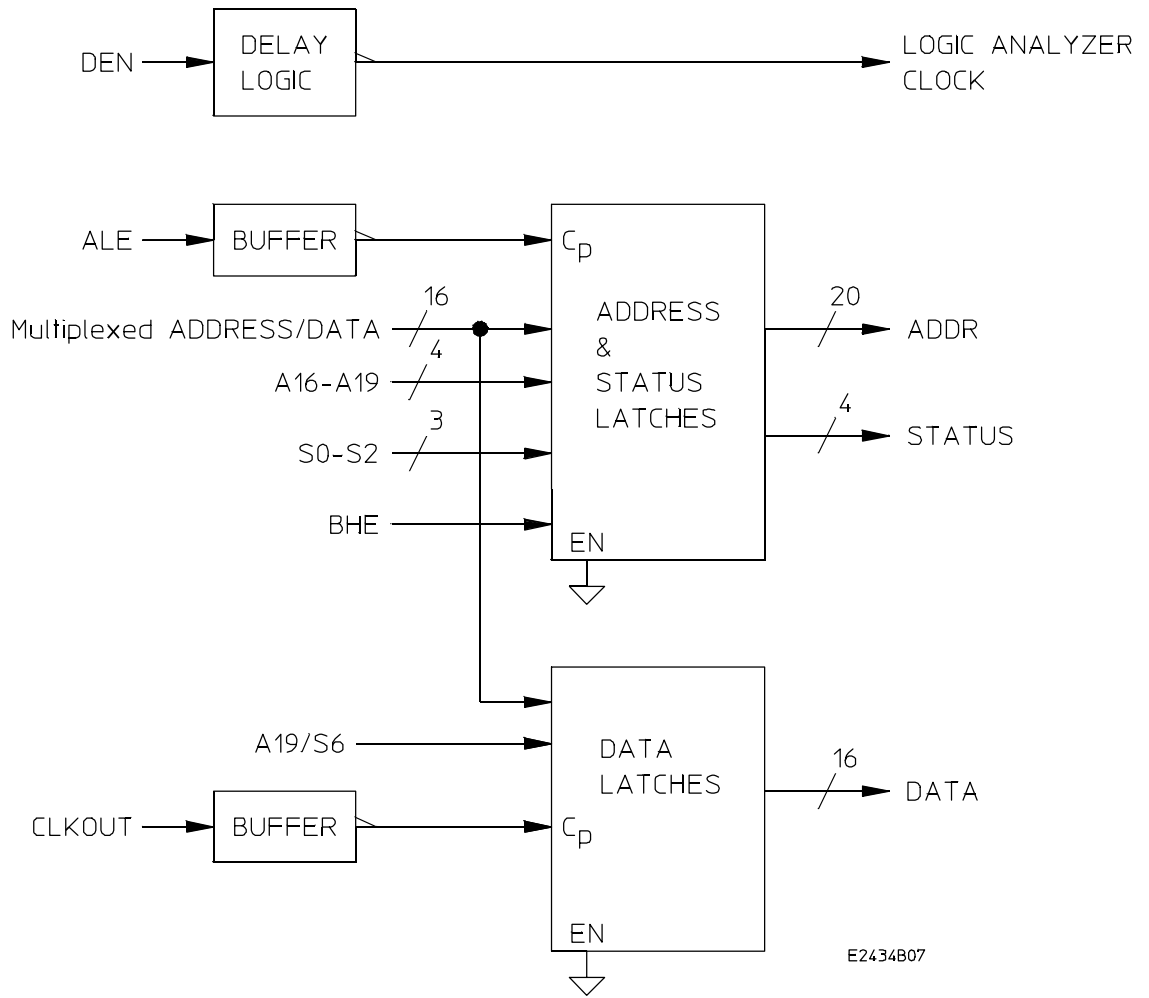 DEN
DELAY
LOGIC
LOGIC ANALYZER
CLOCK
ALE
BUFFER
Cp
Multiplexed ADDRESS/DATA
16
A16-A19
4
S0-S2
3
BHE
ADDRESS
&
STATUS
LATCHES
EN
20
ADDR
4
STATUS
A19/S6
DATA
LATCHES
16
DATA
CLKOUT
BUFFER
Cp
EN
E2434B07